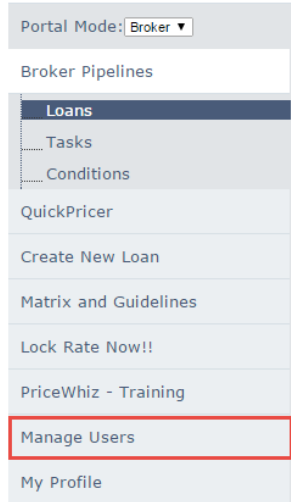 Portal Mode: Broker ▼
Broker Pipelines
Loans
Tasks
Conditions
QuickPricer
Create New Loan
Matrix and Guidelines
Lock Rate Now!!
PriceWhiz - Training
Manage Users
My Profile